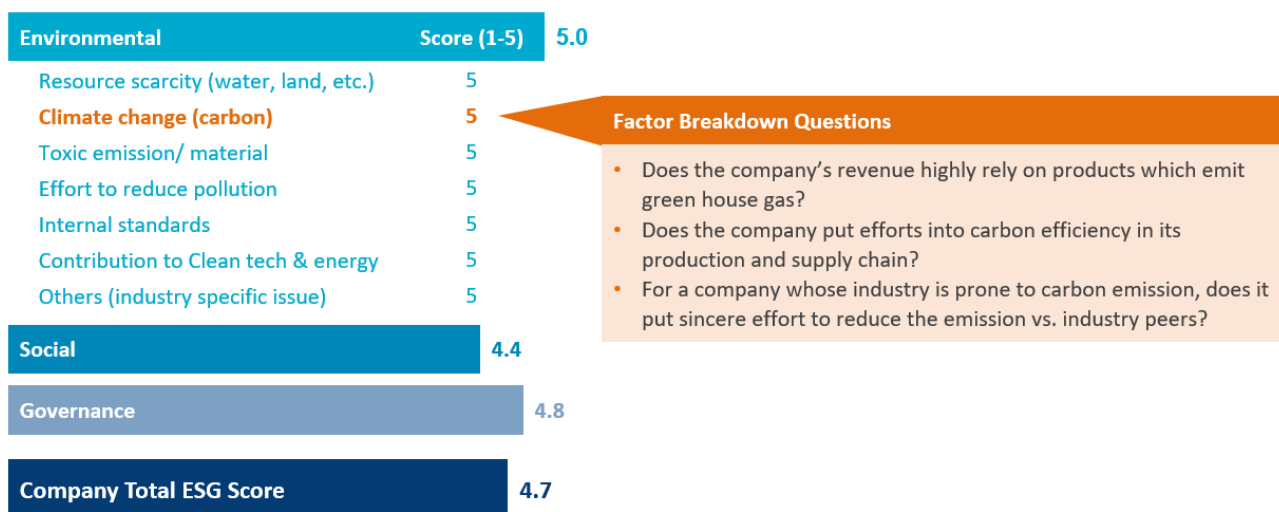 Environmental Score (1-5) 5.0
Resource scarcity (water, land, etc.) 5
Climate change (carbon) 5
Toxic emission/ material 5
Effort to reduce pollution 5
Internal standards 5
Contribution to Clean tech & energy 5
Others (industry specific issue) 5
Factor Breakdown Questions
• Does the company’s revenue highly rely on products which emit
green house gas?
• Does the company put efforts into carbon efficiency in its
production and supply chain?
• For a company whose industry is prone to carbon emission, does it
put sincere effort to reduce the emission vs. industry peers?
Social 4.4
Governance 4.8
Company Total ESG Score 4.7